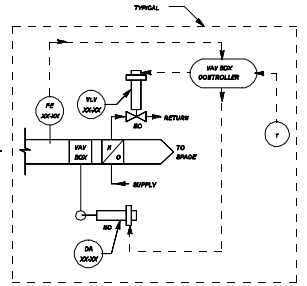 TYPICAL
VAV BOX
CONTROLLER
FE
XX-XX
VLV
XX-XX
NO
RETURN
T
VAV
BOX
H
O
TO
SPACE
SUPPLY
NO
DA
XX-XX